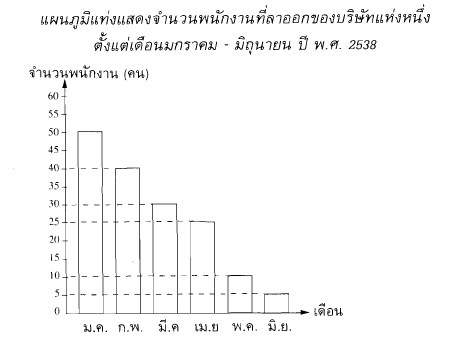 แผนภูมิแท่งแสดงจำนวนพนักงานที่ลาออกของบริษัทแห่งหนึ่ง
ตั้งแต่เดือนมกราคม - มิถุนายน ปี พ.ศ. 2538
จำนวนพนักงาน (คน)
60
55
50
45
40
35
30
25
20
15
10
5
0
เดือน
ม.ค. ก.พ. มี.ค เม.ย พ.ค. มิ.ย.